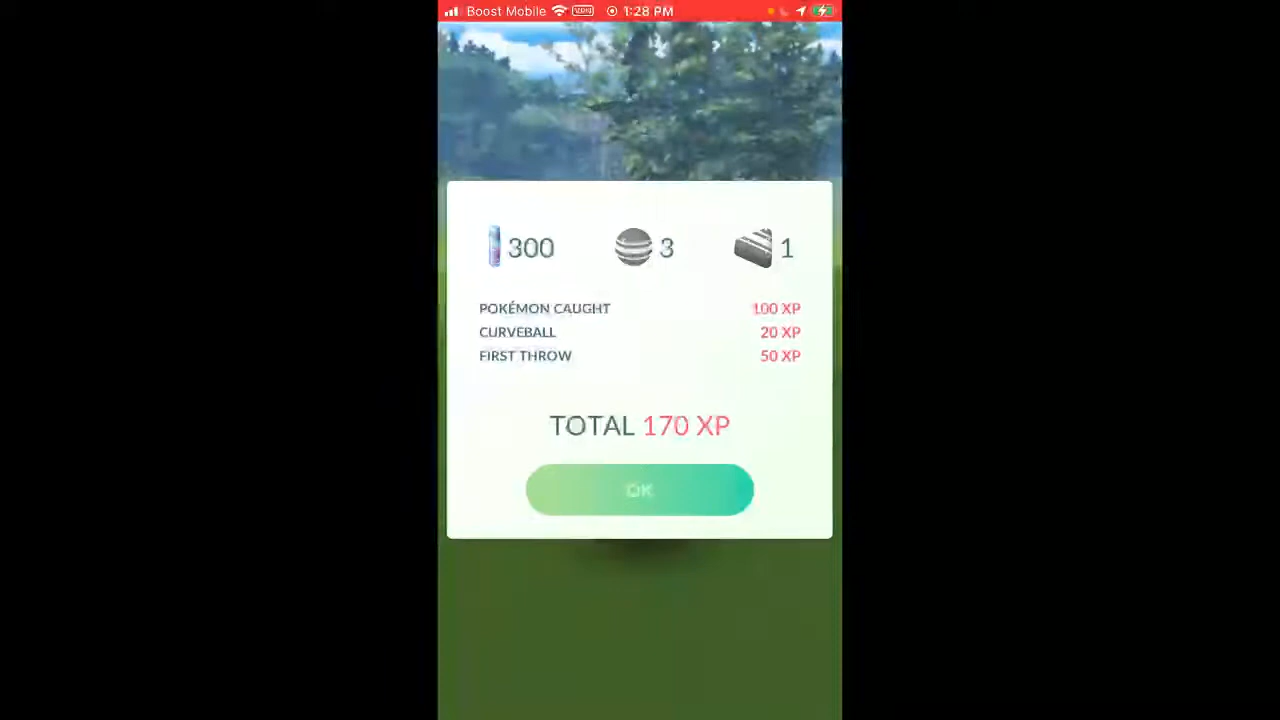 Boost Mobile 1:28 PM
300 3 1
POKÉMON CAUGHT 100 XP
CURVEBALL 20 XP
FIRST THROW 50 XP
TOTAL 170 XP
OK